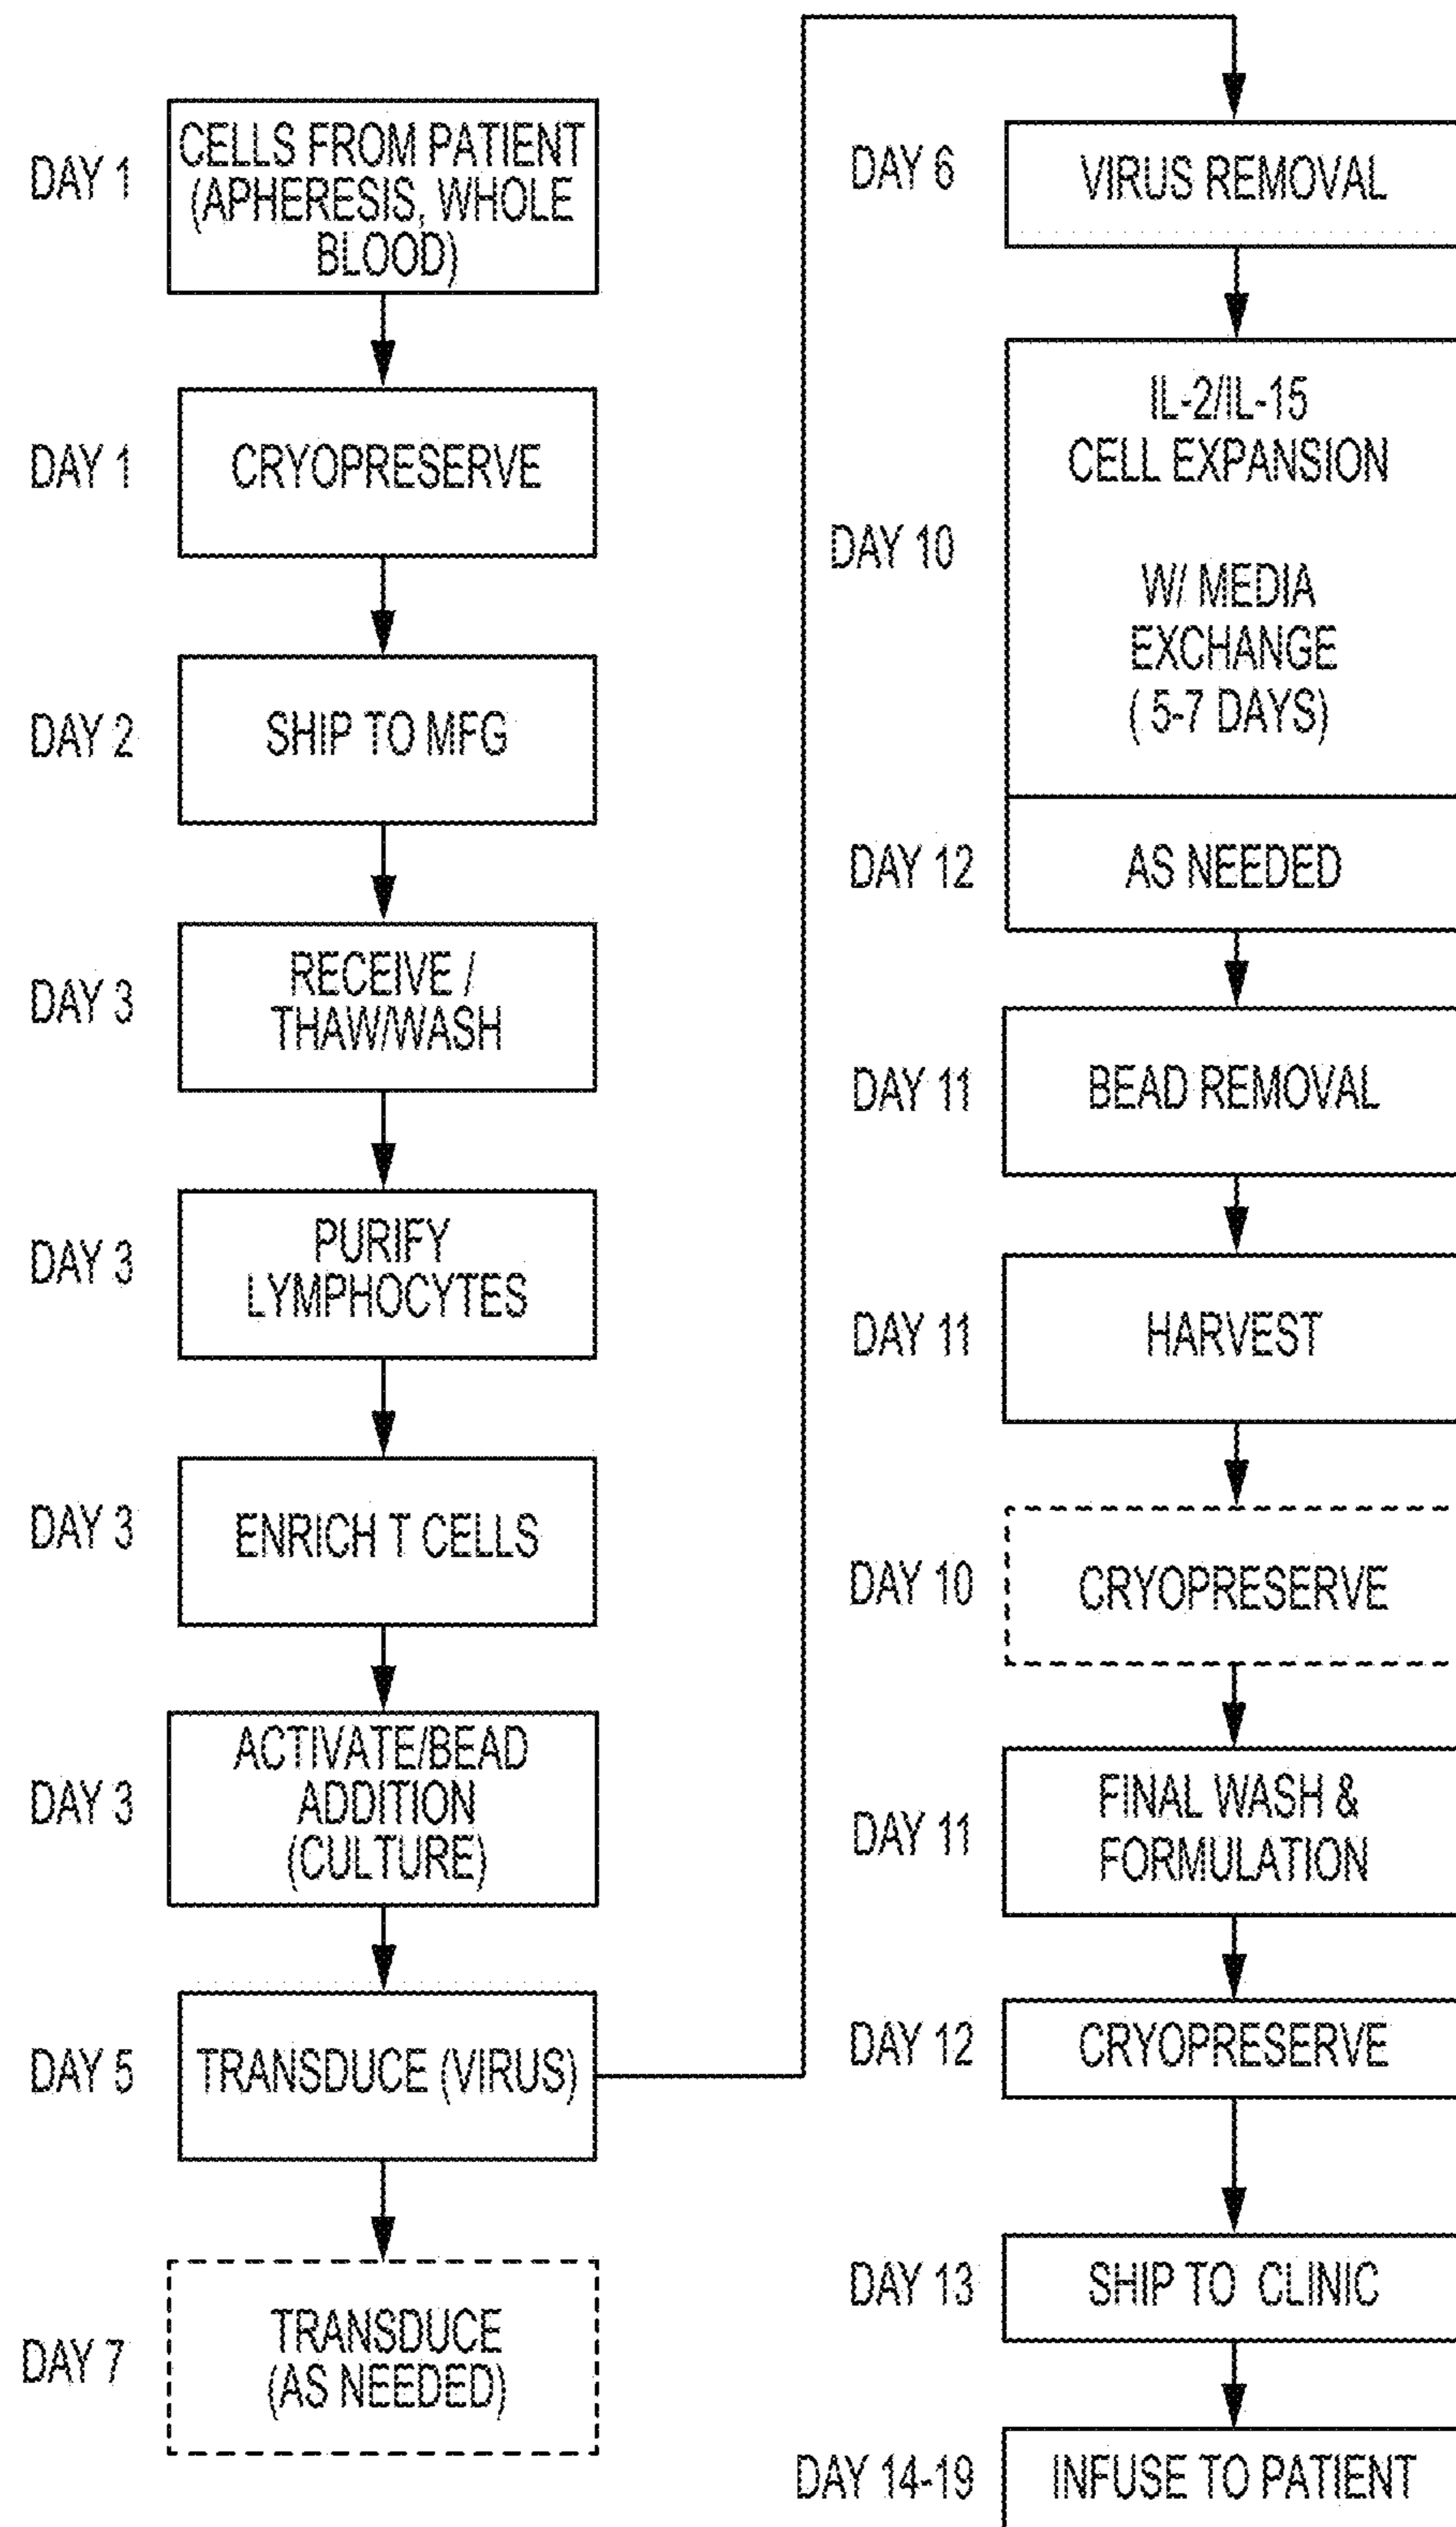 DAY 1
CELLS FROM PATIENT
(APHERESIS, WHOLE
BLOOD)
DAY 1
CRYOPRESERVE
DAY 2
SHIP TO MFG
DAY 3
RECEIVE /
THAW/WASH
DAY 3
PURIFY
LYMPHOCYTES
DAY 3
ENRICH T CELLS
DAY 3
ACTIVATE/BEAD
ADDITION
(CULTURE)
DAY 5
TRANSDUCE (VIRUS)
DAY 7
TRANSDUCE
(AS NEEDED)
DAY 6
VIRUS REMOVAL
DAY 10
IL-2/IL-15
CELL EXPANSION
W/ MEDIA
EXCHANGE
( 5-7 DAYS)
DAY 12
AS NEEDED
DAY 11
BEAD REMOVAL
DAY 11
HARVEST
DAY 10
CRYOPRESERVE
DAY 11
FINAL WASH &
FORMULATION
DAY 12
CRYOPRESERVE
DAY 13
SHIP TO CLINIC
DAY 14-19
INFUSE TO PATIENT